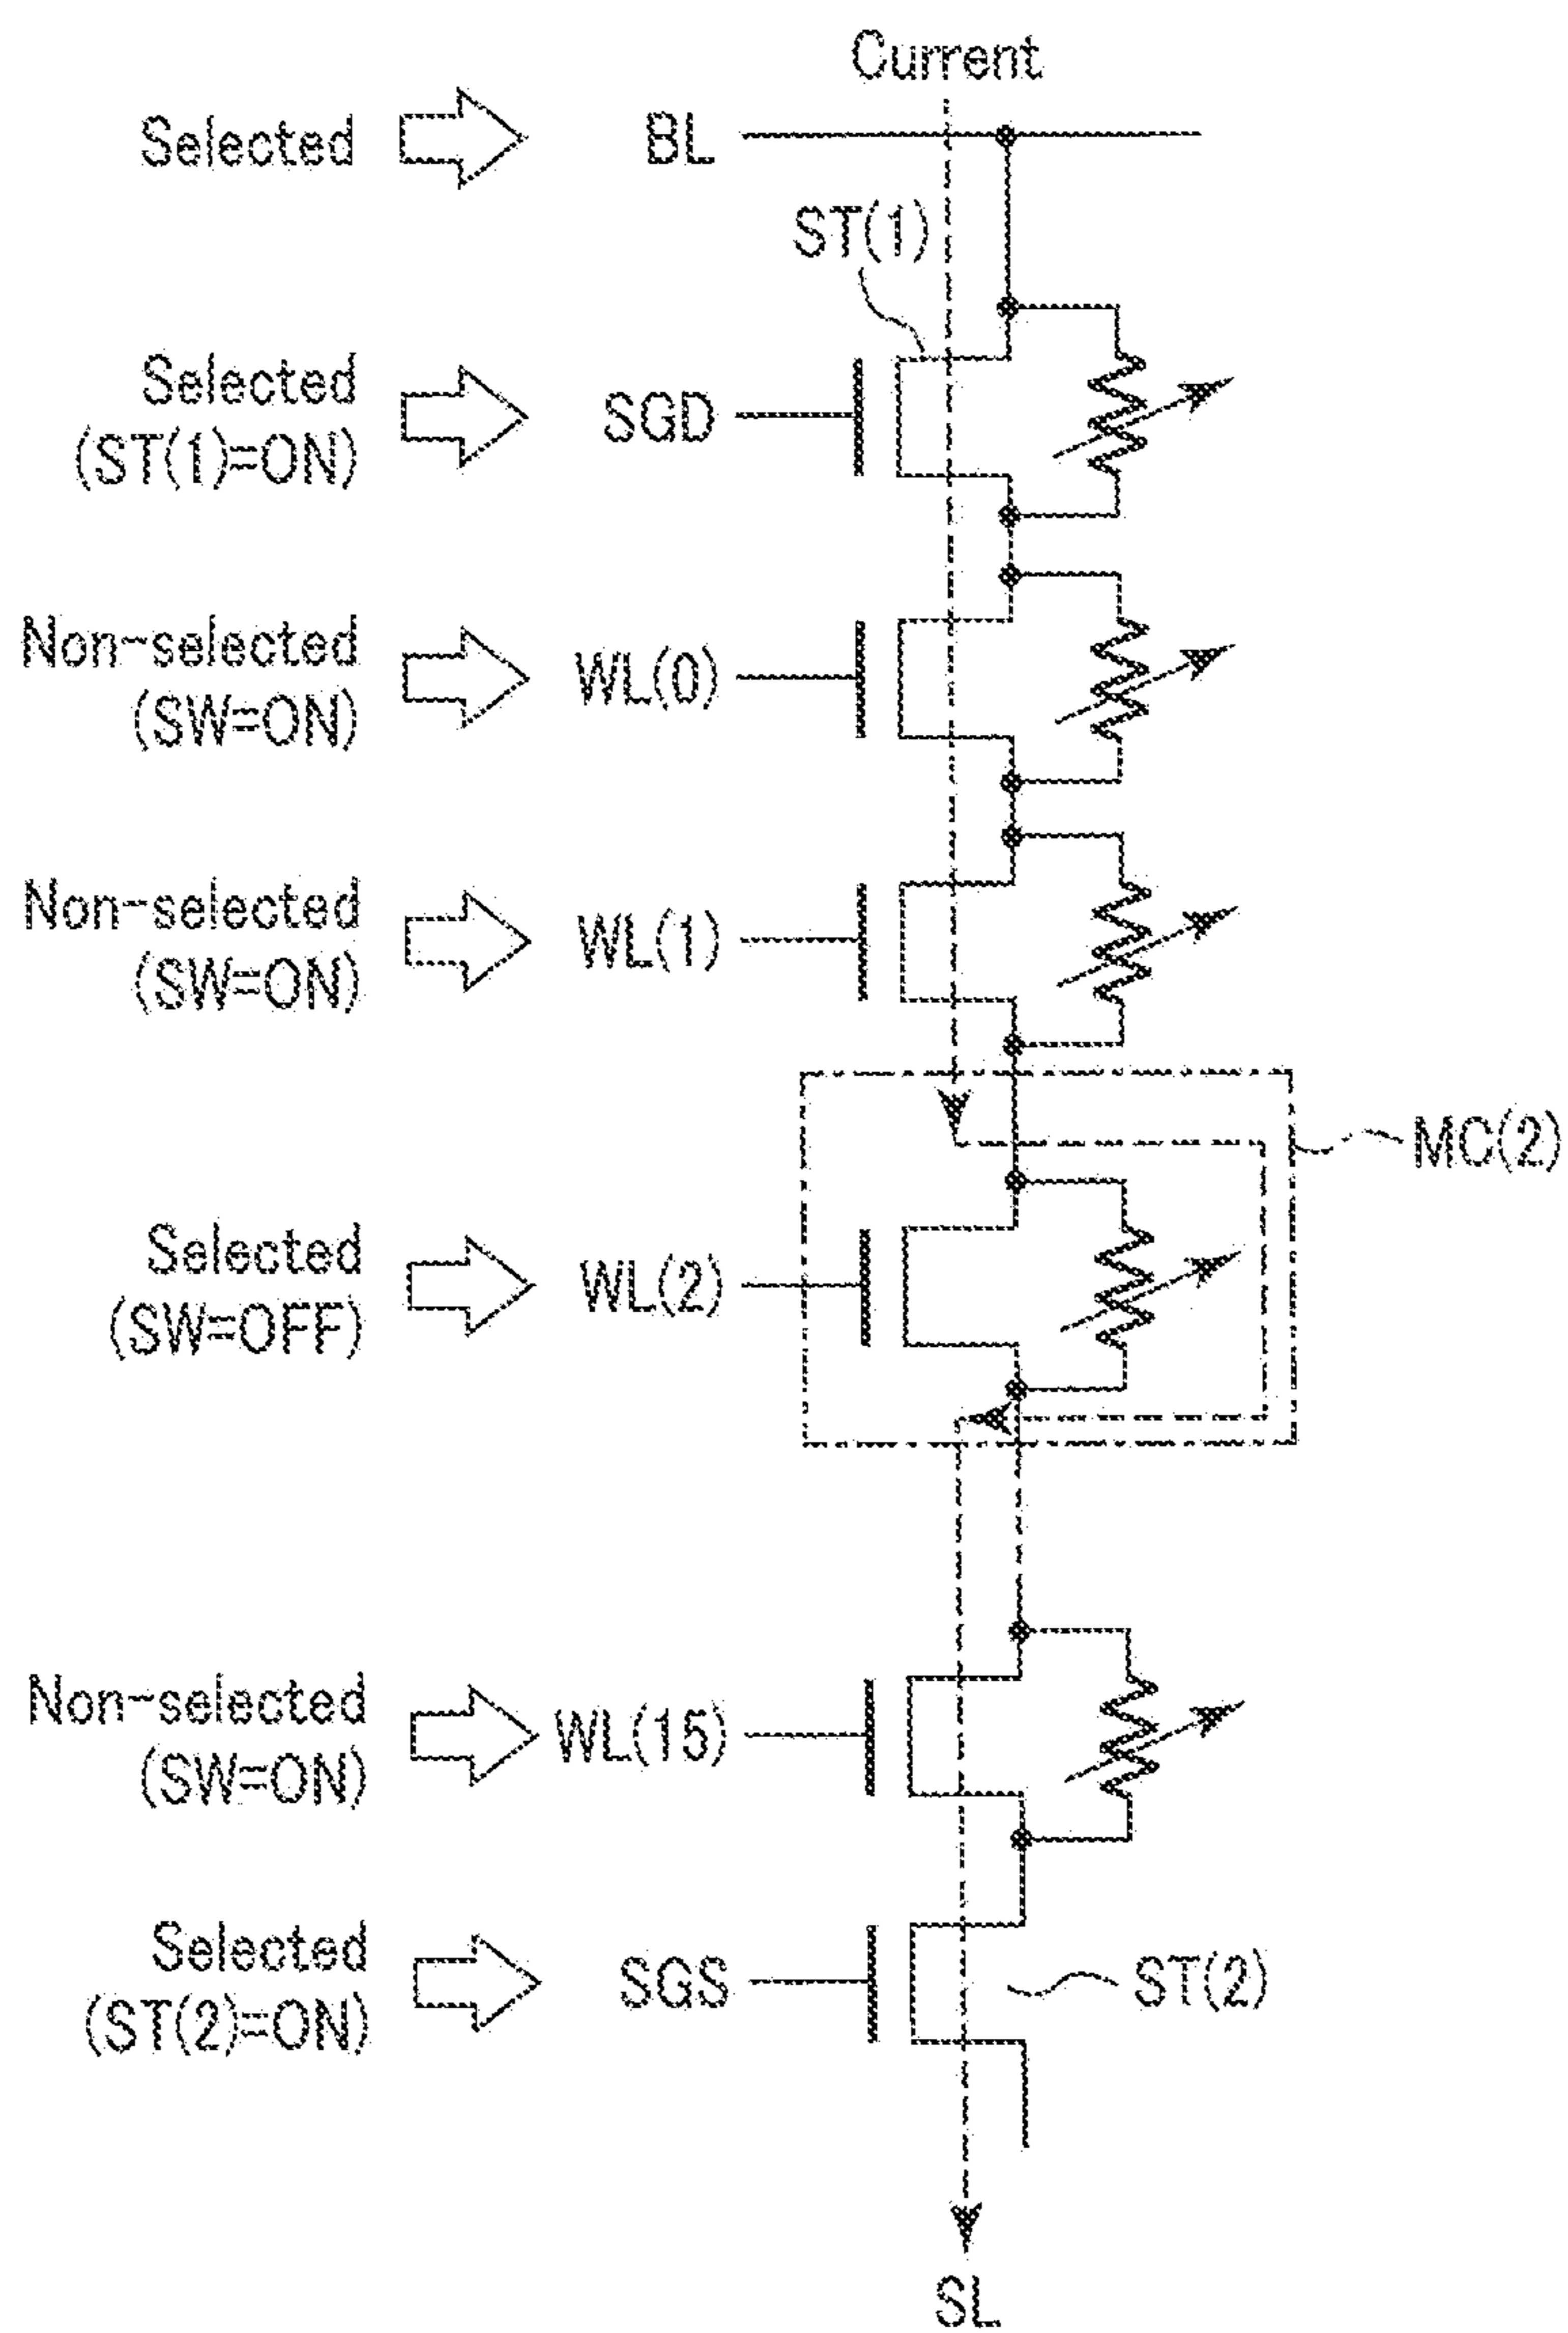 Current
Selected BL
ST(1)
Selected
(ST(1)=ON) SGD
Non-selected
(SW=ON) WL(0)
Non-selected
(SW=ON) WL(1)
MC(2)
Selected
(SW=OFF) WL(2)
Non-selected
(SW=ON) WL(15)
Selected
(ST(2)=ON) SGS ST(2)
SL